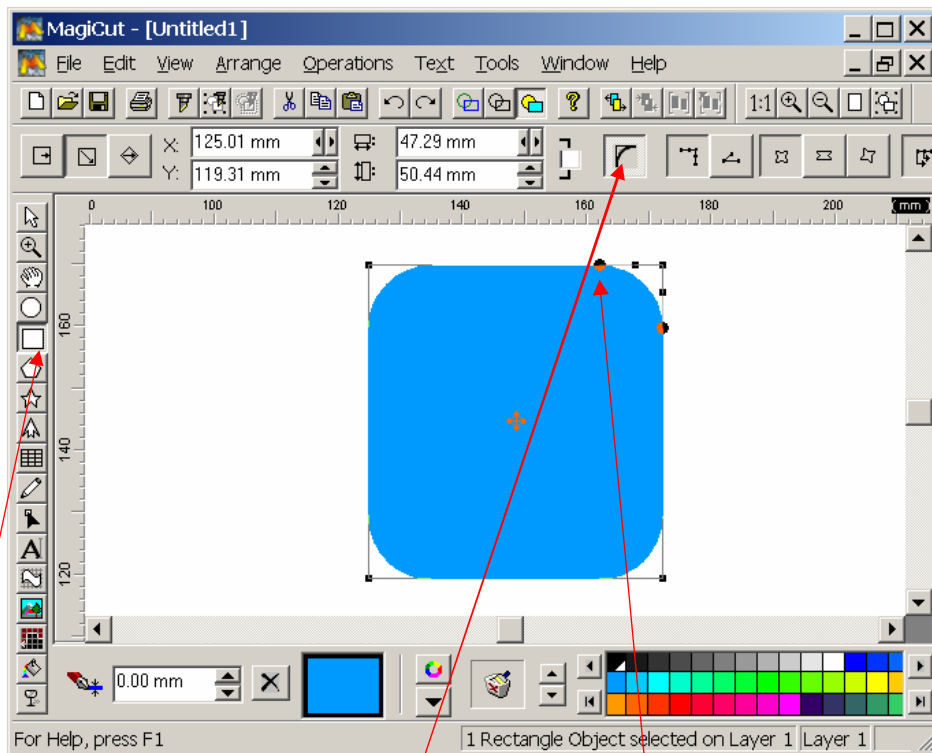 MagiCut - [Untitled1]
File Edit View Arrange Operations Text Tools Window Help
1:1
X: 125.01 mm 47.29 mm
Y: 119.31 mm 50.44 mm
0 100 120 140 160 180 200 mm
160
140
120
A
0.00 mm
For Help, press F1 1 Rectangle Object selected on Layer 1 Layer 1